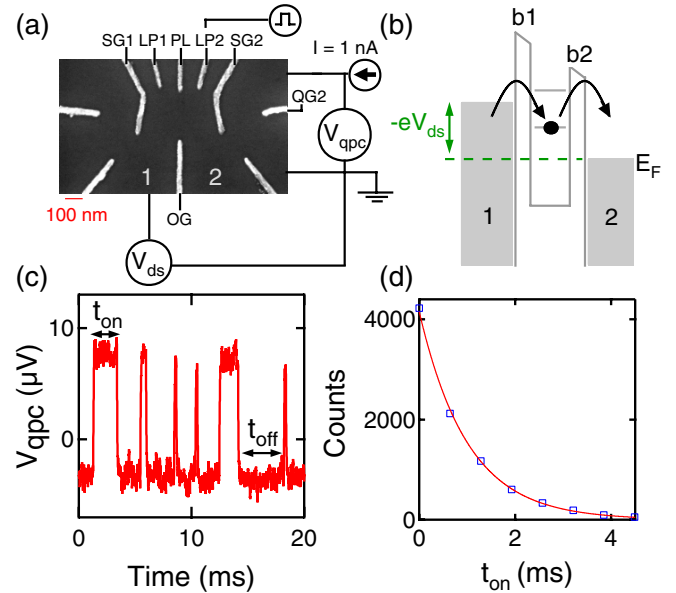 (a)
SG1 LP1 PL LP2 SG2
I = 1 nA
QG2
V_qpc
1 2
100 nm
OG
V_ds
(b)
b1
b2
-eV_ds
E_F
1
2
(c)
t_on
10
V_qpc (μV)
0
t_off
0 10 20
Time (ms)
(d)
4000
Counts
2000
0
0 2 4
t_on (ms)